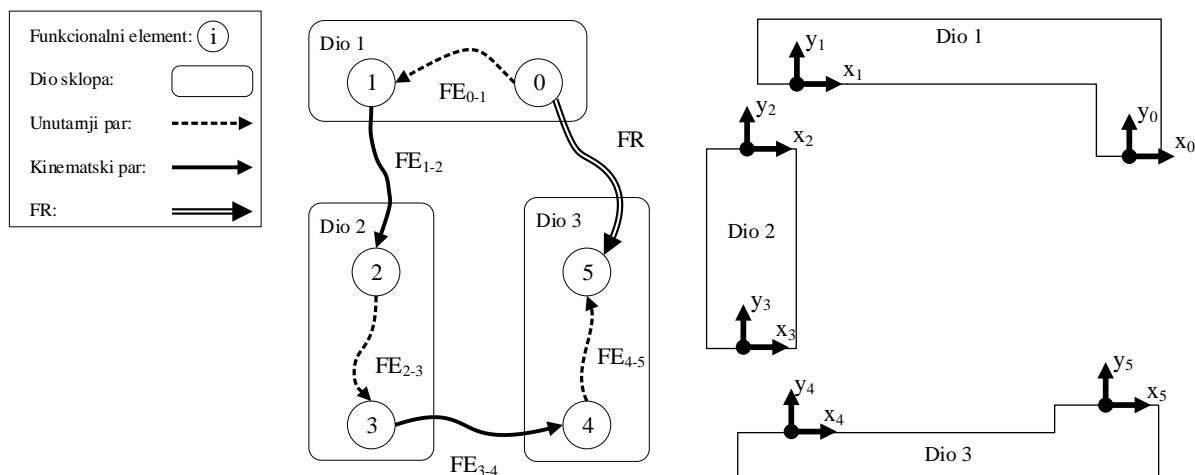 Funkcionalni element: i
Dio sklopa:
Unutarnji par:
Kinematski par:
FR:
Dio 1
1
0
FE0-1
FE1-2
FR
Dio 2
2
FE2-3
3
Dio 3
5
FE4-5
4
FE3-4
Dio 1
y1
x1
y0
x0
y2
x2
Dio 2
y3
x3
y4
x4
y5
x5
Dio 3